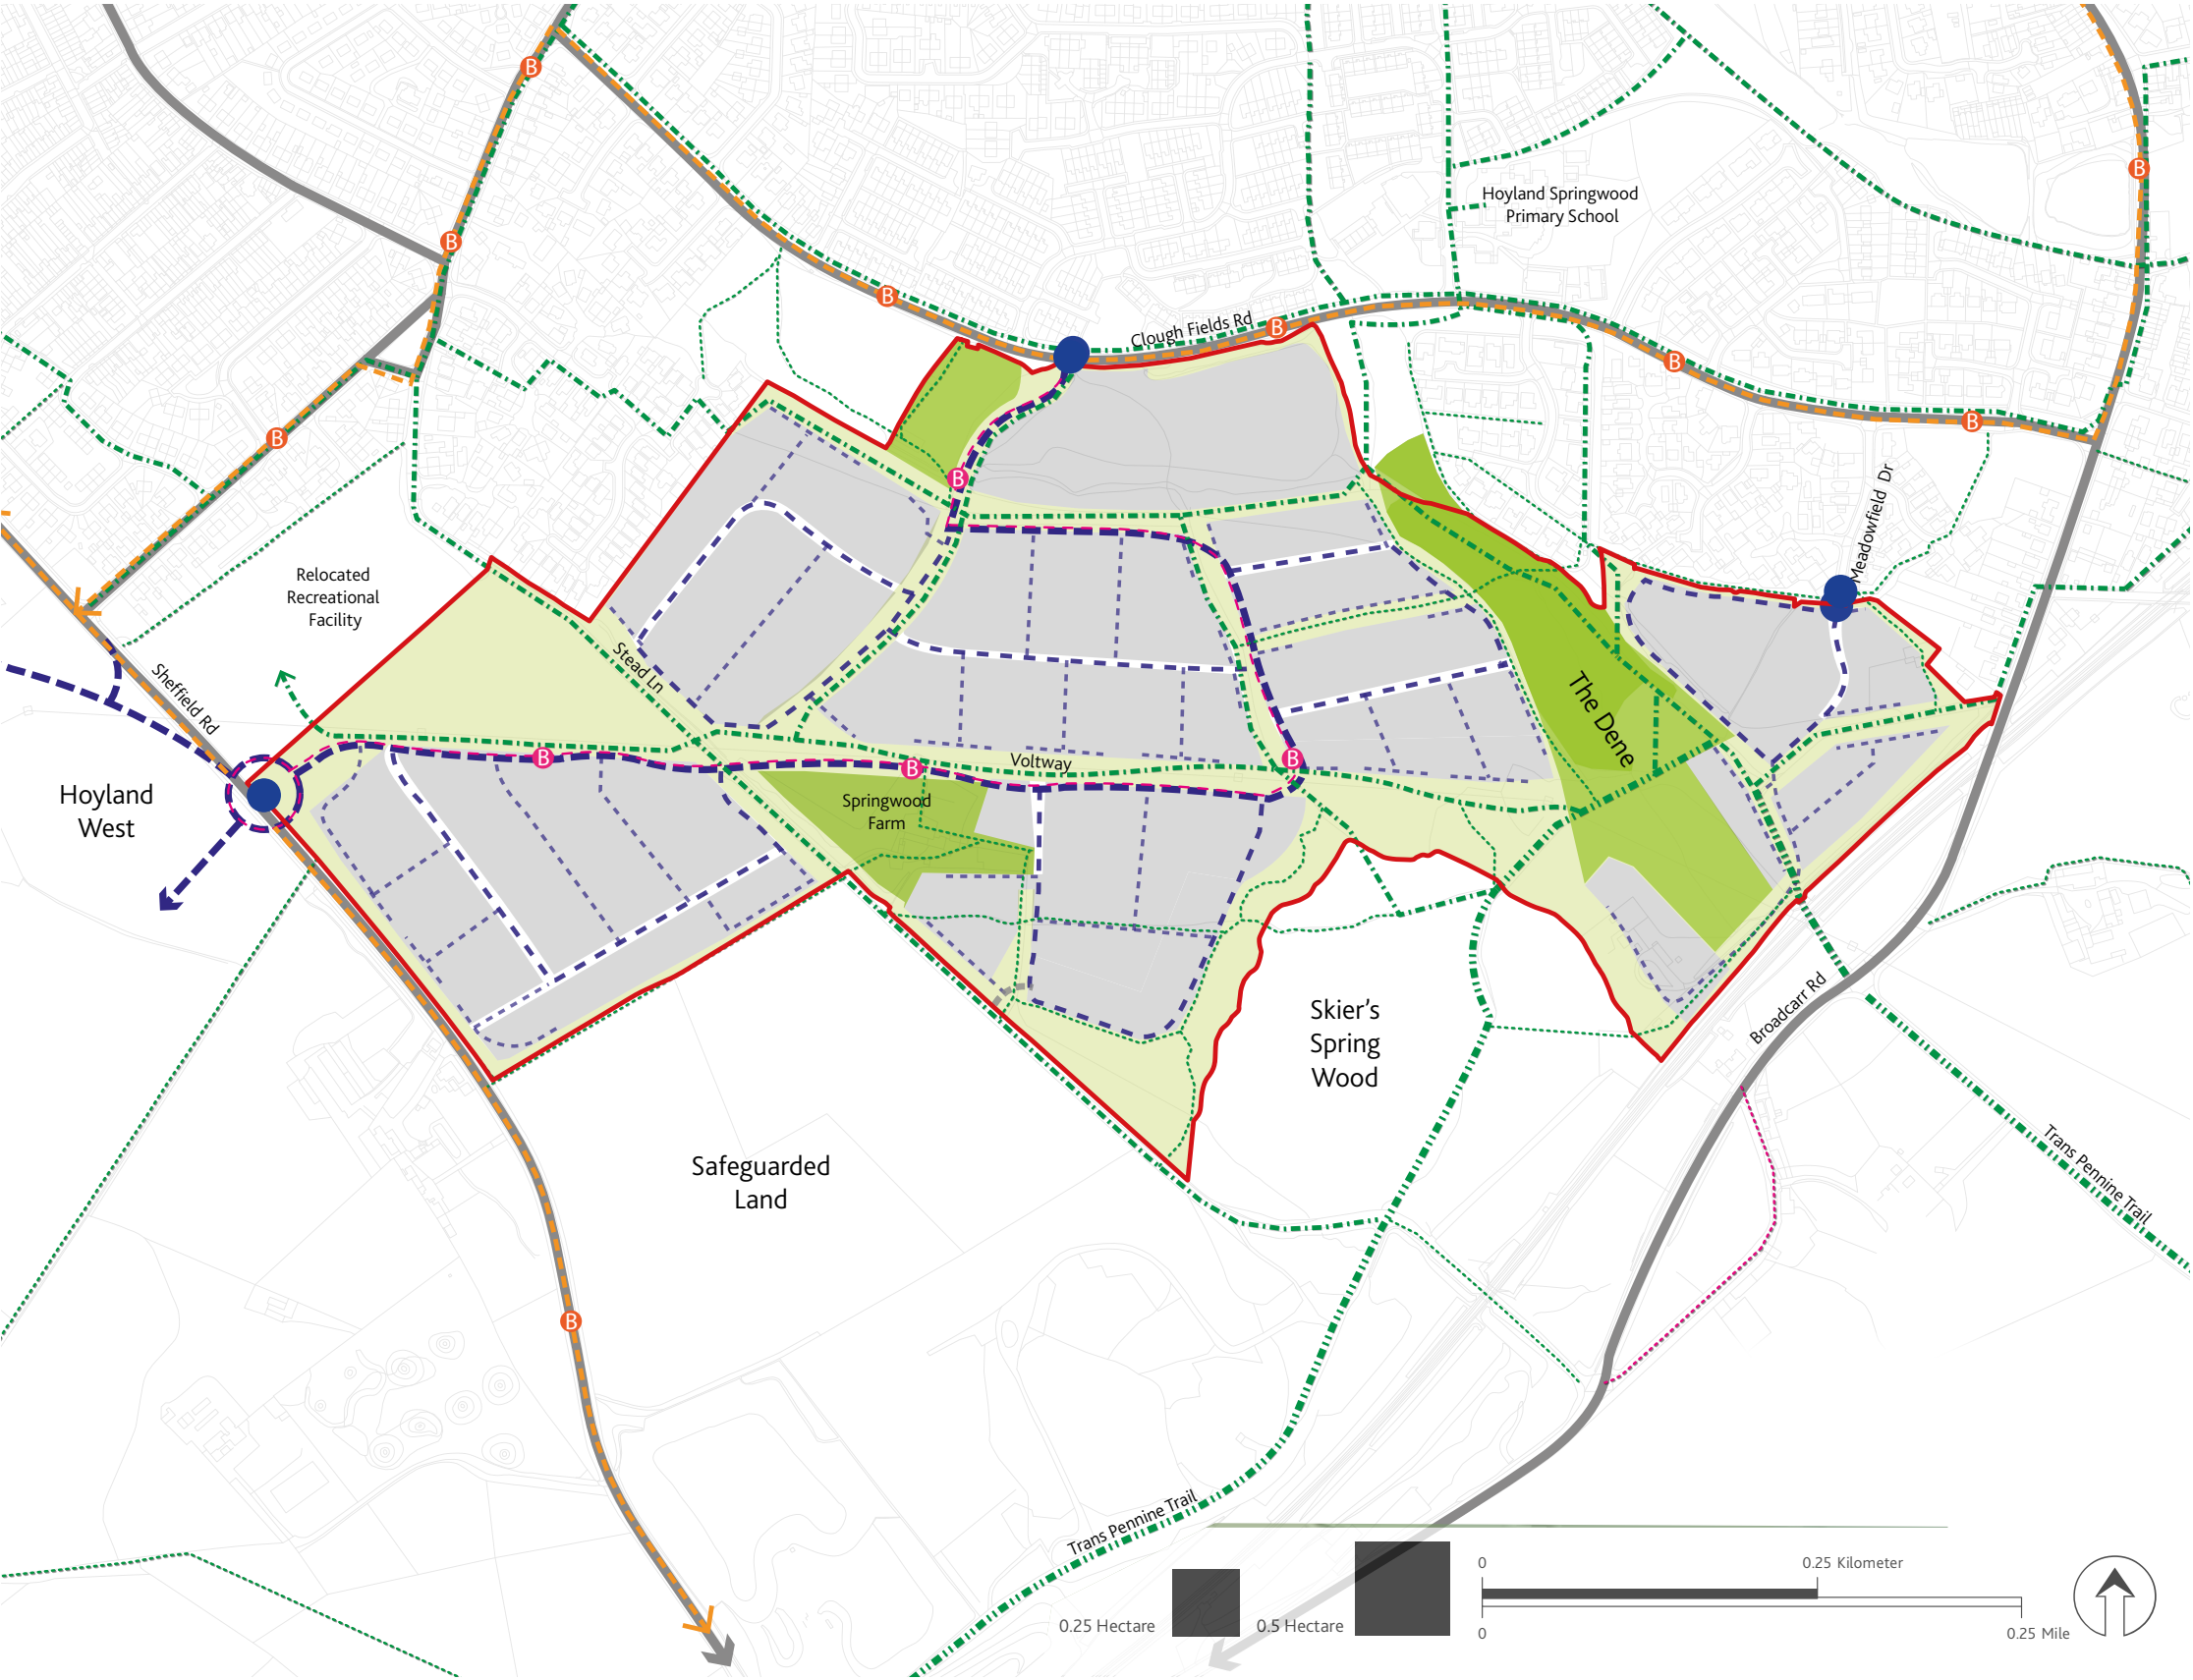 B
B
B
Hoyland Springwood
Primary School
B
Clough Fields Rd
B
B
B
B
B
Meadowfield Dr
Relocated
Recreational
Facility
Stead Ln
Sheffield Rd
The Dene
B
B
B
Voltway
Hoyland
West
Springwood
Farm
Skier's
Spring
Wood
Broadcarr Rd
Safeguarded
Land
Trans Pennine Trail
B
Trans Pennine Trail
0
0.25 Kilometer
0.25 Hectare
0.5 Hectare
0
0.25 Mile